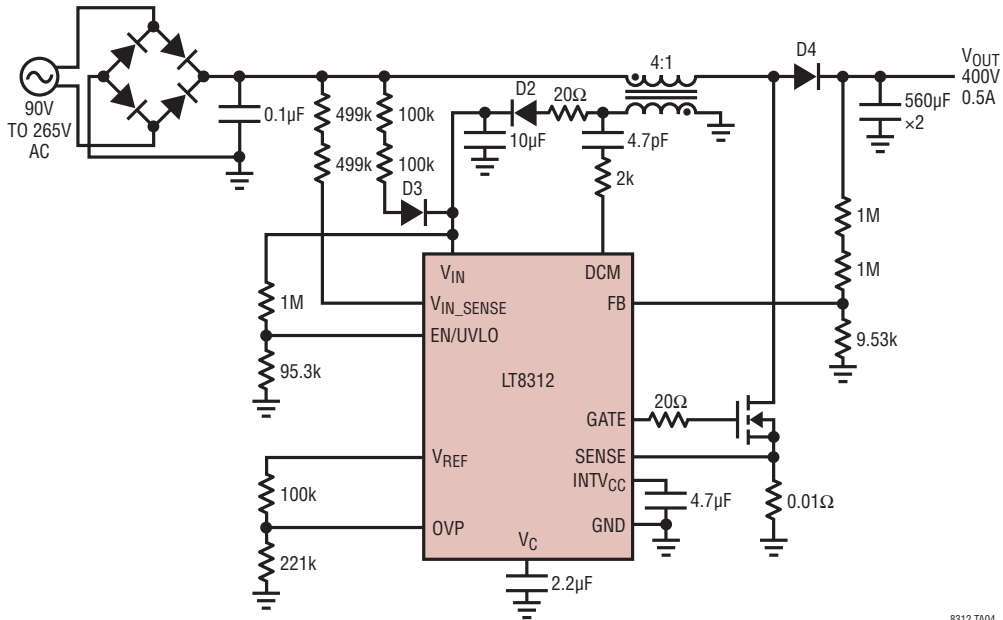 90V
TO 265V
AC
0.1µF
499k
499k
100k
100k
D3
10µF
D2
20Ω
4:1
4.7pF
2k
D4
VOUT
400V
0.5A
560µF
×2
1M
1M
9.53k
1M
95.3k
VIN
DCM
VIN_SENSE
FB
EN/UVLO
LT8312
GATE
20Ω
VREF
SENSE
INTVCC
4.7µF
0.01Ω
100k
OVP
GND
221k
VC
2.2µF
8312 TA04